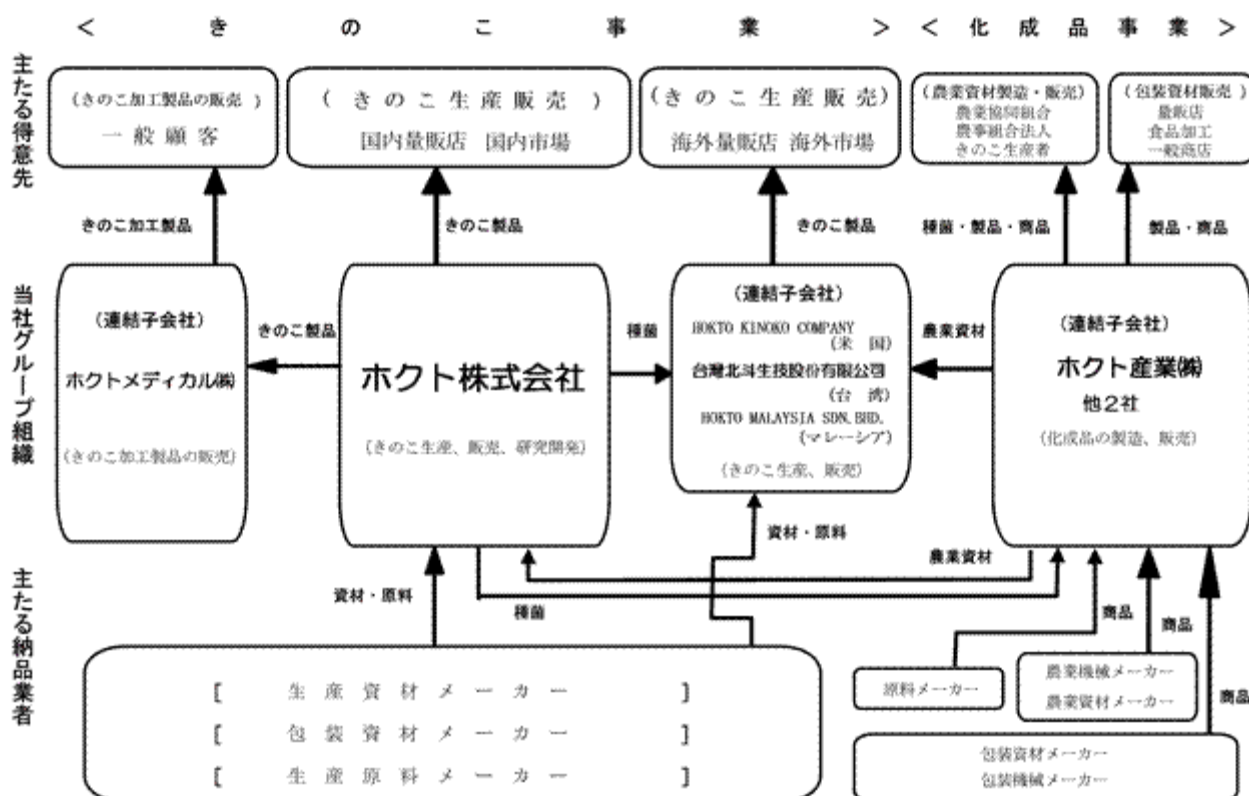 ＜きのこ事業＞ ＜化成品事業＞
主たる得意先
(きのこ加工製品の販売)
一般顧客
(きのこ生産販売)
国内量販店 国内市場
(きのこ生産販売)
海外量販店 海外市場
(農業資材製造・販売)
農業協同組合
農事組合法人
きのこ生産者
(包装資材販売)
量販店
食品加工
一般商店
きのこ加工製品
きのこ製品
きのこ製品
種菌・製品・商品
製品・商品
当社グループ組織
(連結子会社)
ホクトメディカル㈱
(きのこ加工製品の販売)
きのこ製品
ホクト株式会社
(きのこ生産、販売、研究開発)
種菌
(連結子会社)
HOKTO KINOKO COMPANY
(米 国)
台灣北斗生技股份有限公司
(台 湾)
HOKTO MALAYSIA SDN.BHD.
(マレーシア)
(きのこ生産、販売)
農業資材
(連結子会社)
ホクト産業㈱
他2社
(化成品の製造、販売)
主たる納品業者
資材・原料
種菌
資材・原料
農業資材
商品
商品
商品
[ 生産資材メーカー ]
[ 包装資材メーカー ]
[ 生産原料メーカー ]
原料メーカー
農業機械メーカー
農業資材メーカー
包装資材メーカー
包装機械メーカー